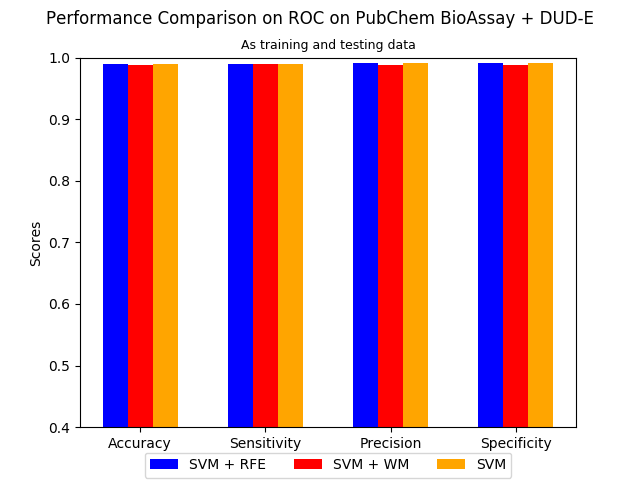 Performance Comparison on ROC on PubChem BioAssay + DUD-E
As training and testing data
1.0
0.9
0.8
0.7
0.6
0.5
0.4
Scores
Accuracy Sensitivity Precision Specificity
SVM + RFE SVM + WM SVM